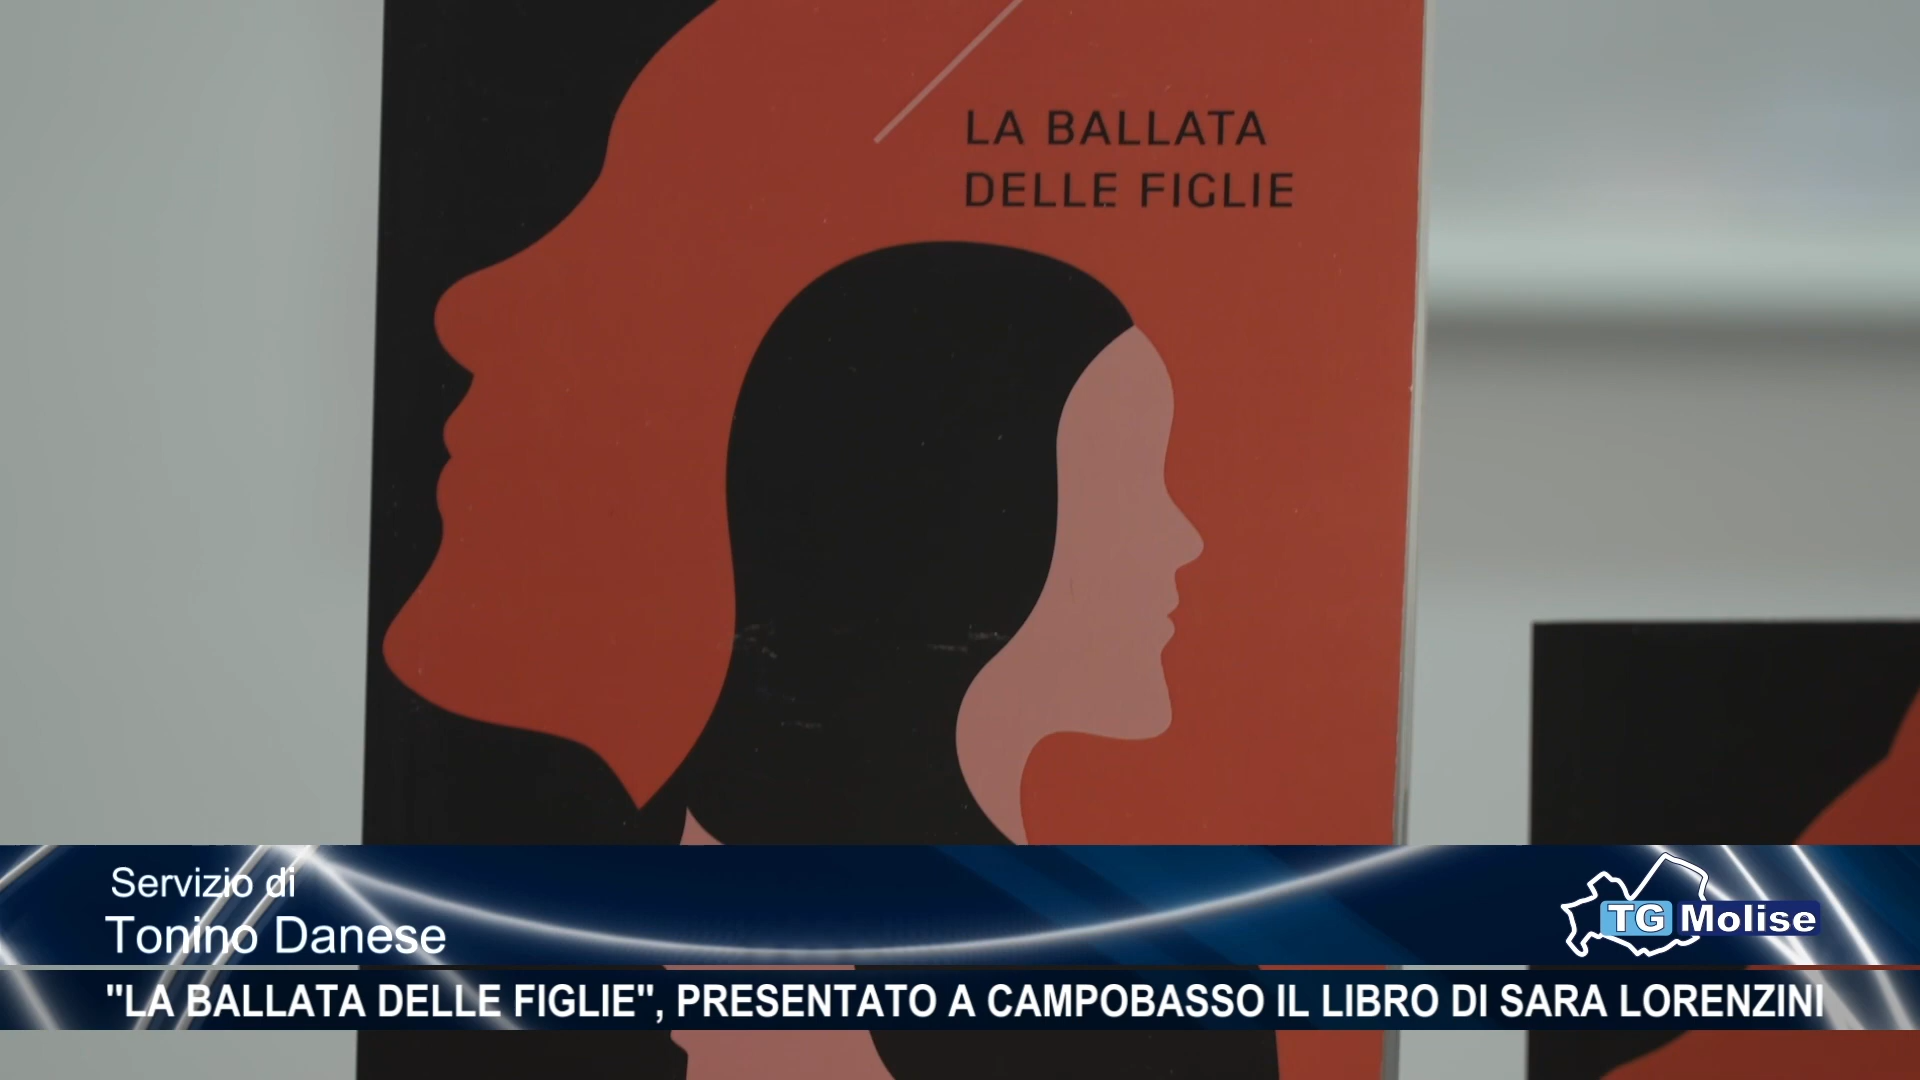 LA BALLATA
DELLE FIGLIE
Servizio di
Tonino Danese
TG Molise
"LA BALLATA DELLE FIGLIE", PRESENTATO A CAMPOBASSO IL LIBRO DI SARA LORENZINI